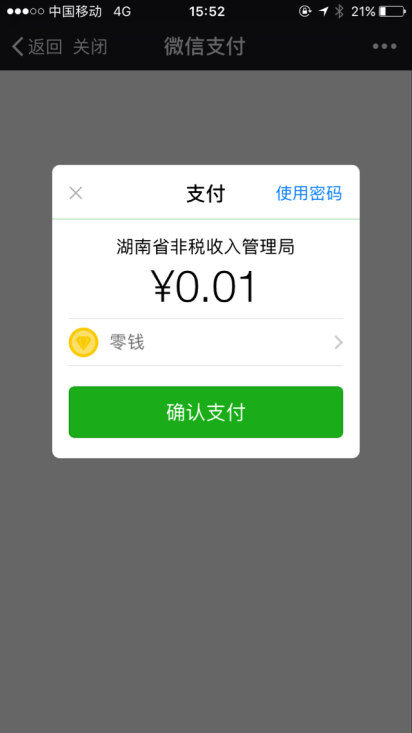 中国移动 4G 15:52 21%
返回 关闭 微信支付
支付 使用密码
湖南省非税收入管理局
¥0.01
零钱
确认支付